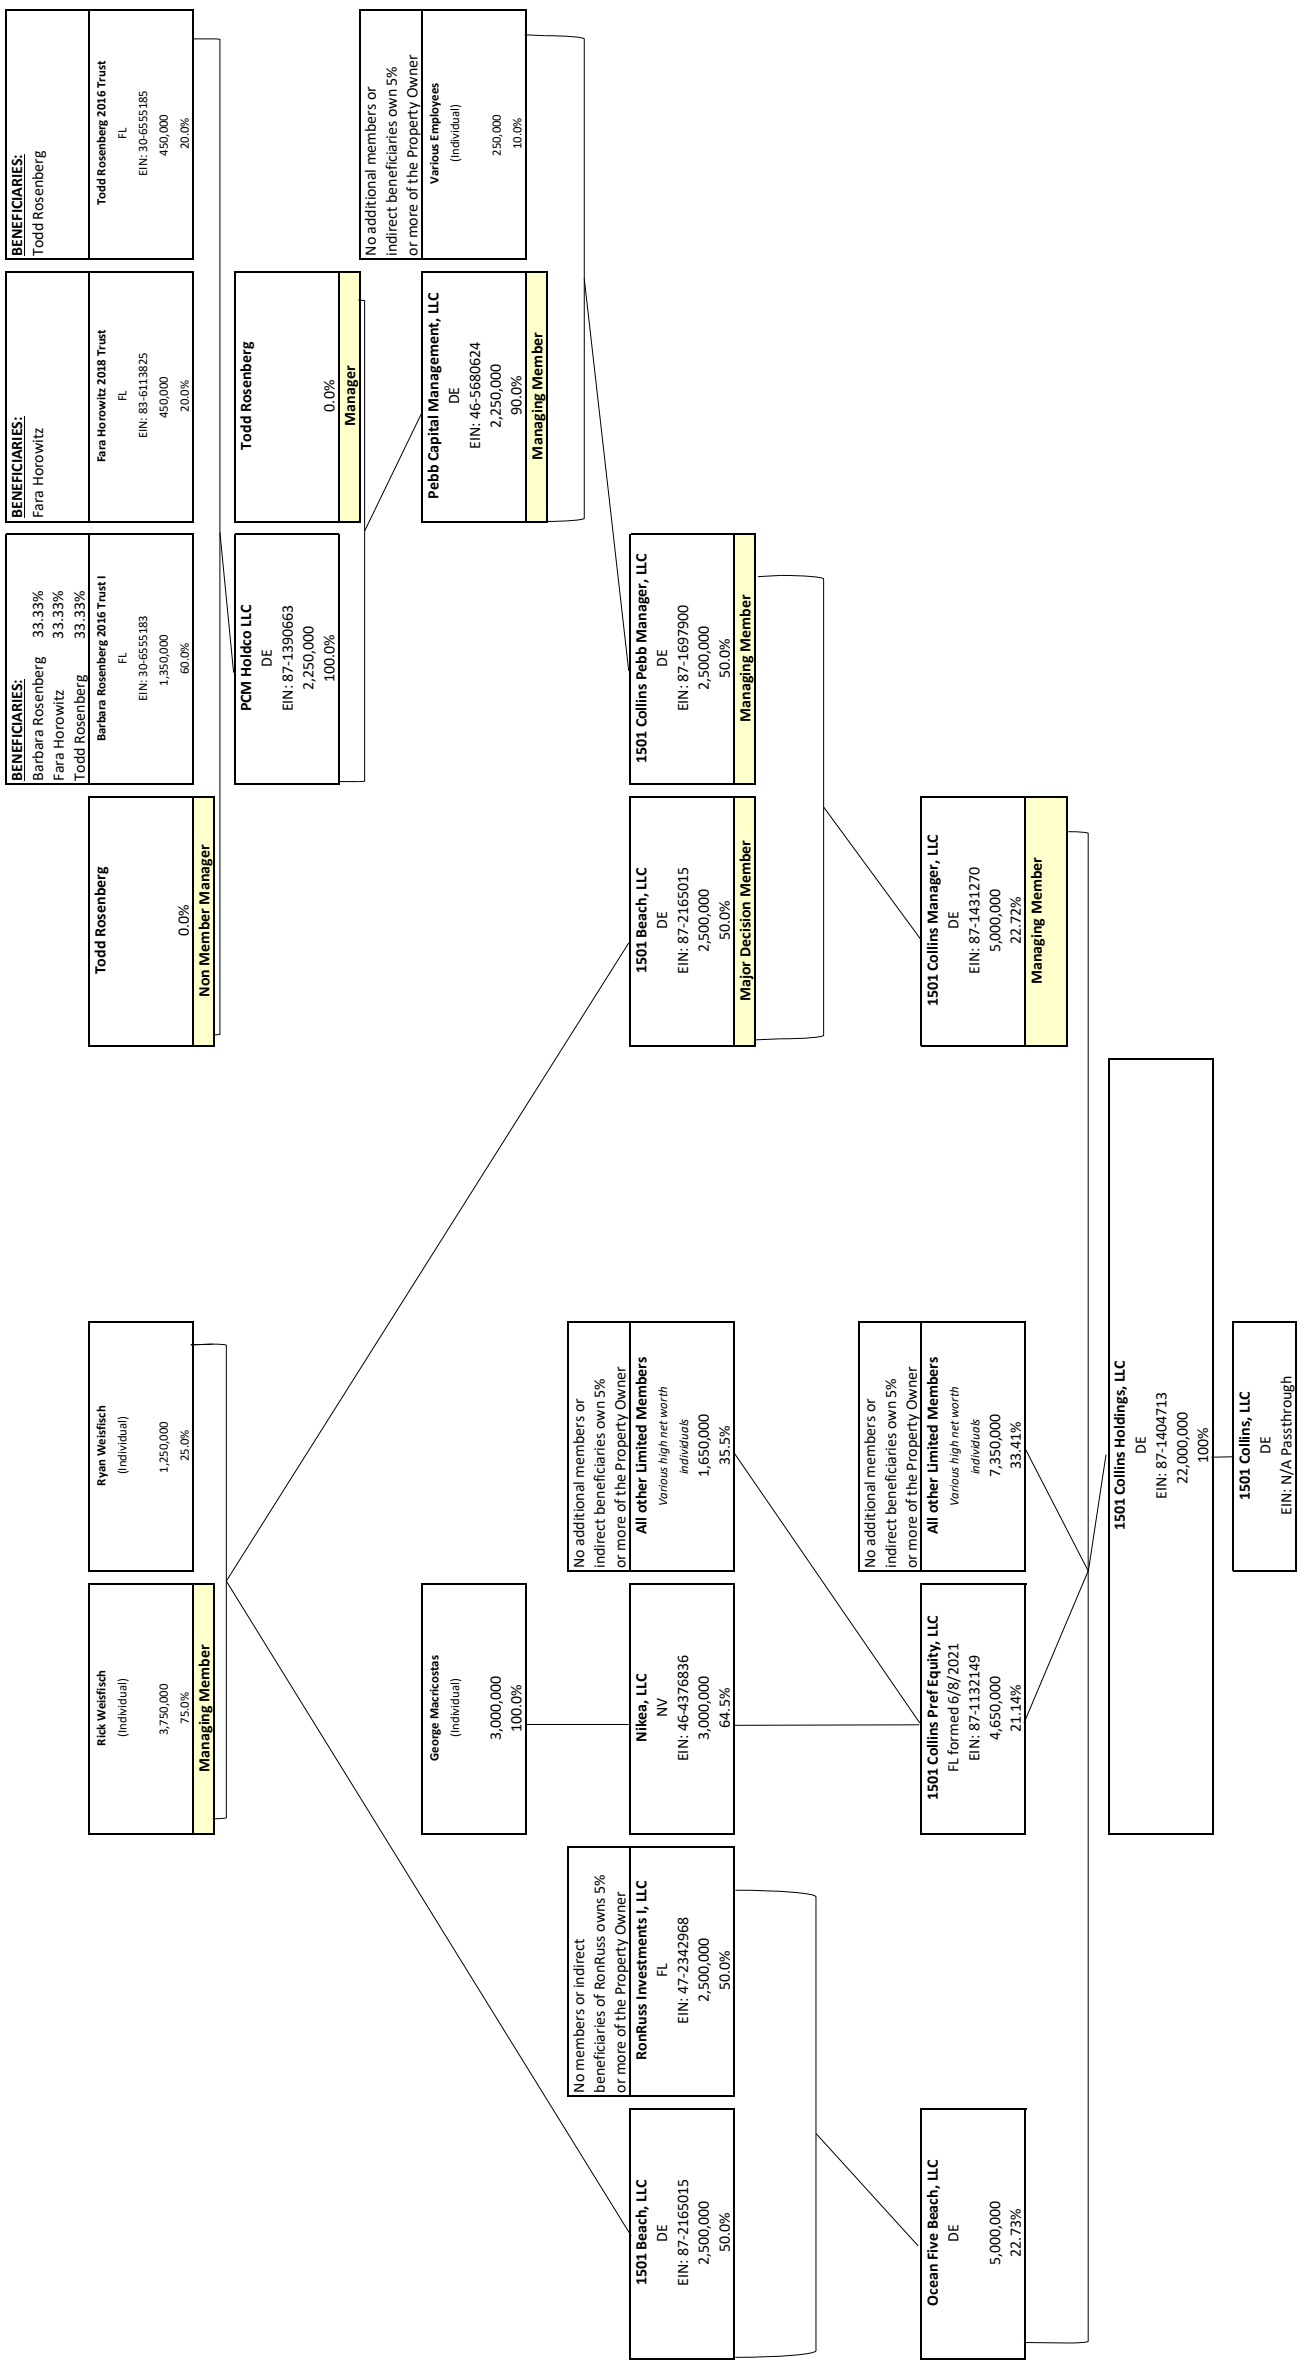 Rick Weisfisch
(Individual)
3,750,000
75.0%
Managing Member
Ryan Weisfisch
(Individual)
1,250,000
25.0%
Todd Rosenberg
0.0%
Non Member Manager
BENEFICIARIES:
Barbara Rosenberg 33.33%
Fara Horowitz 33.33%
Todd Rosenberg 33.33%
Barbara Rosenberg 2016 Trust I
FL
EIN: 30-6555183
1,350,000
60.0%
BENEFICIARIES:
Fara Horowitz
Fara Horowitz 2018 Trust
FL
EIN: 83-6113825
450,000
20.0%
BENEFICIARIES:
Todd Rosenberg
Todd Rosenberg 2016 Trust
FL
EIN: 30-6555185
450,000
20.0%
PCM Holdco LLC
DE
EIN: 87-1390663
2,250,000
100.0%
Todd Rosenberg
0.0%
Manager
George Macricostas
(Individual)
3,000,000
100.0%
Pebb Capital Management, LLC
DE
EIN: 46-5680624
2,250,000
90.0%
Managing Member
No additional members or
indirect beneficiaries own 5%
or more of the Property Owner
Various Employees
(Individual)
250,000
10.0%
1501 Beach, LLC
DE
EIN: 87-2165015
2,500,000
50.0%
No members or indirect
beneficiaries of RonRuss owns 5%
or more of the Property Owner
RonRuss Investments I, LLC
FL
EIN: 47-2342968
2,500,000
50.0%
Nikea, LLC
NV
EIN: 46-4376836
3,000,000
64.5%
No additional members or
indirect beneficiaries own 5%
or more of the Property Owner
All other Limited Members
Various high net worth
individuals
1,650,000
35.5%
1501 Beach, LLC
DE
EIN: 87-2165015
2,500,000
50.0%
Major Decision Member
1501 Collins Pebb Manager, LLC
DE
EIN: 87-1697900
2,500,000
50.0%
Managing Member
Ocean Five Beach, LLC
DE
5,000,000
22.73%
1501 Collins Pref Equity, LLC
FL formed 6/8/2021
EIN: 87-1132149
4,650,000
21.14%
No additional members or
indirect beneficiaries own 5%
or more of the Property Owner
All other Limited Members
Various high net worth
individuals
7,350,000
33.41%
1501 Collins Manager, LLC
DE
EIN: 87-1431270
5,000,000
22.72%
Managing Member
1501 Collins Holdings, LLC
DE
EIN: 87-1404713
22,000,000
100%
1501 Collins, LLC
DE
EIN: N/A Passthrough